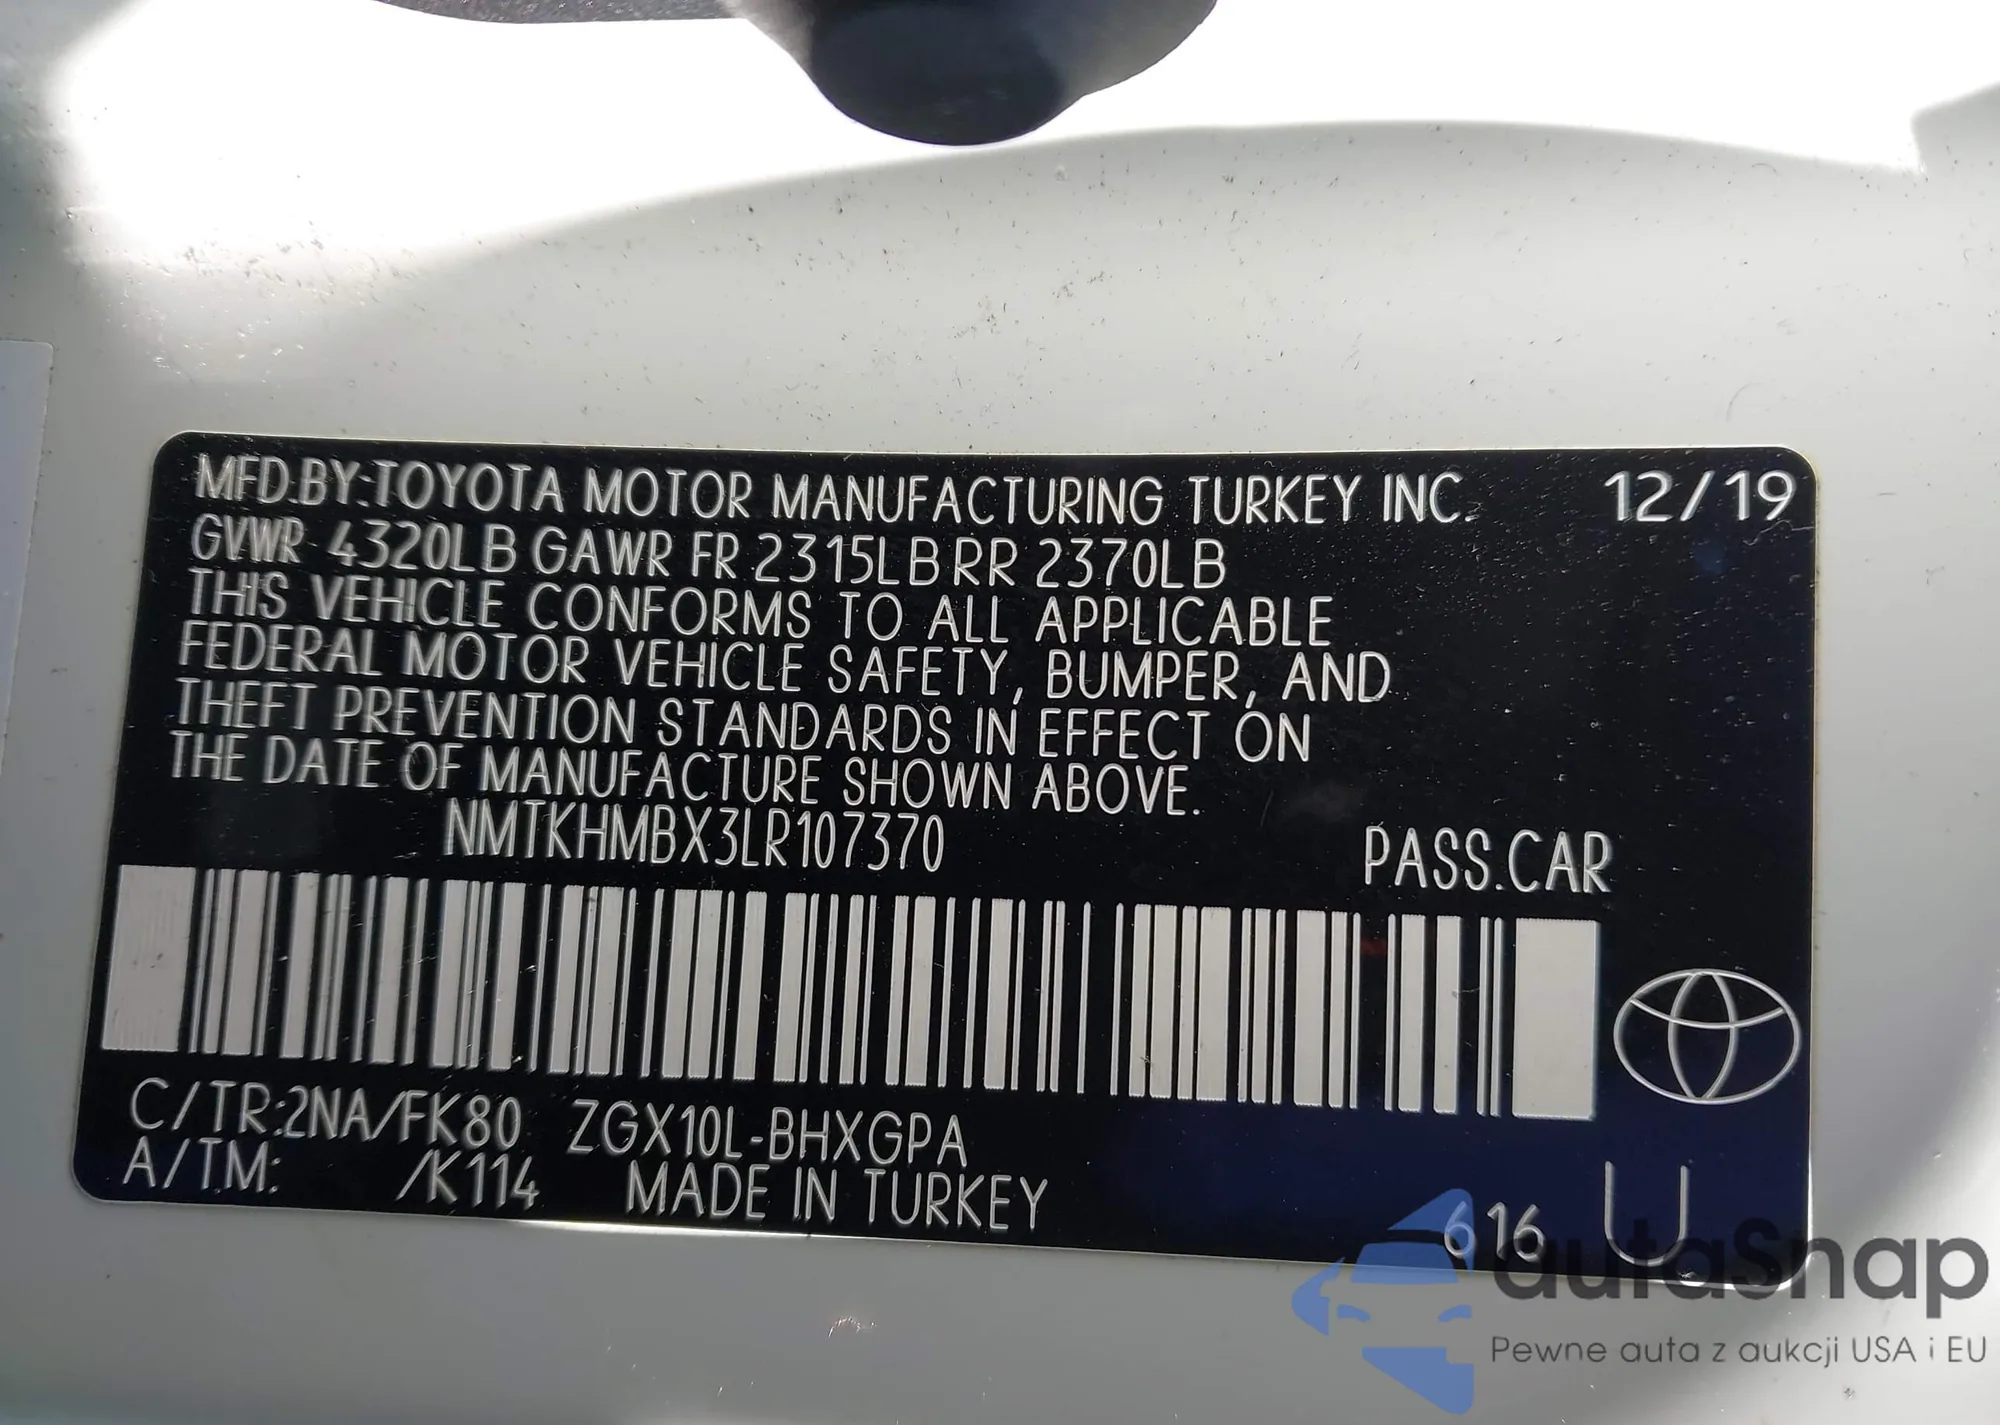 MFD.BY:TOYOTA MOTOR MANUFACTURING TURKEY INC. 12/19
GVWR 4320LB GAWR FR 2315LB RR 2370LB
THIS VEHICLE CONFORMS TO ALL APPLICABLE
FEDERAL MOTOR VEHICLE SAFETY, BUMPER, AND
THEFT PREVENTION STANDARDS IN EFFECT ON
THE DATE OF MANUFACTURE SHOWN ABOVE.
NMTKHMBX3LR107370 PASS.CAR
C/TR:2NA/FK80 ZGX10L-BHXGPA
A/TM: /K114 MADE IN TURKEY
616 U
autaSnap
Pewne auta z aukcji USA i EU